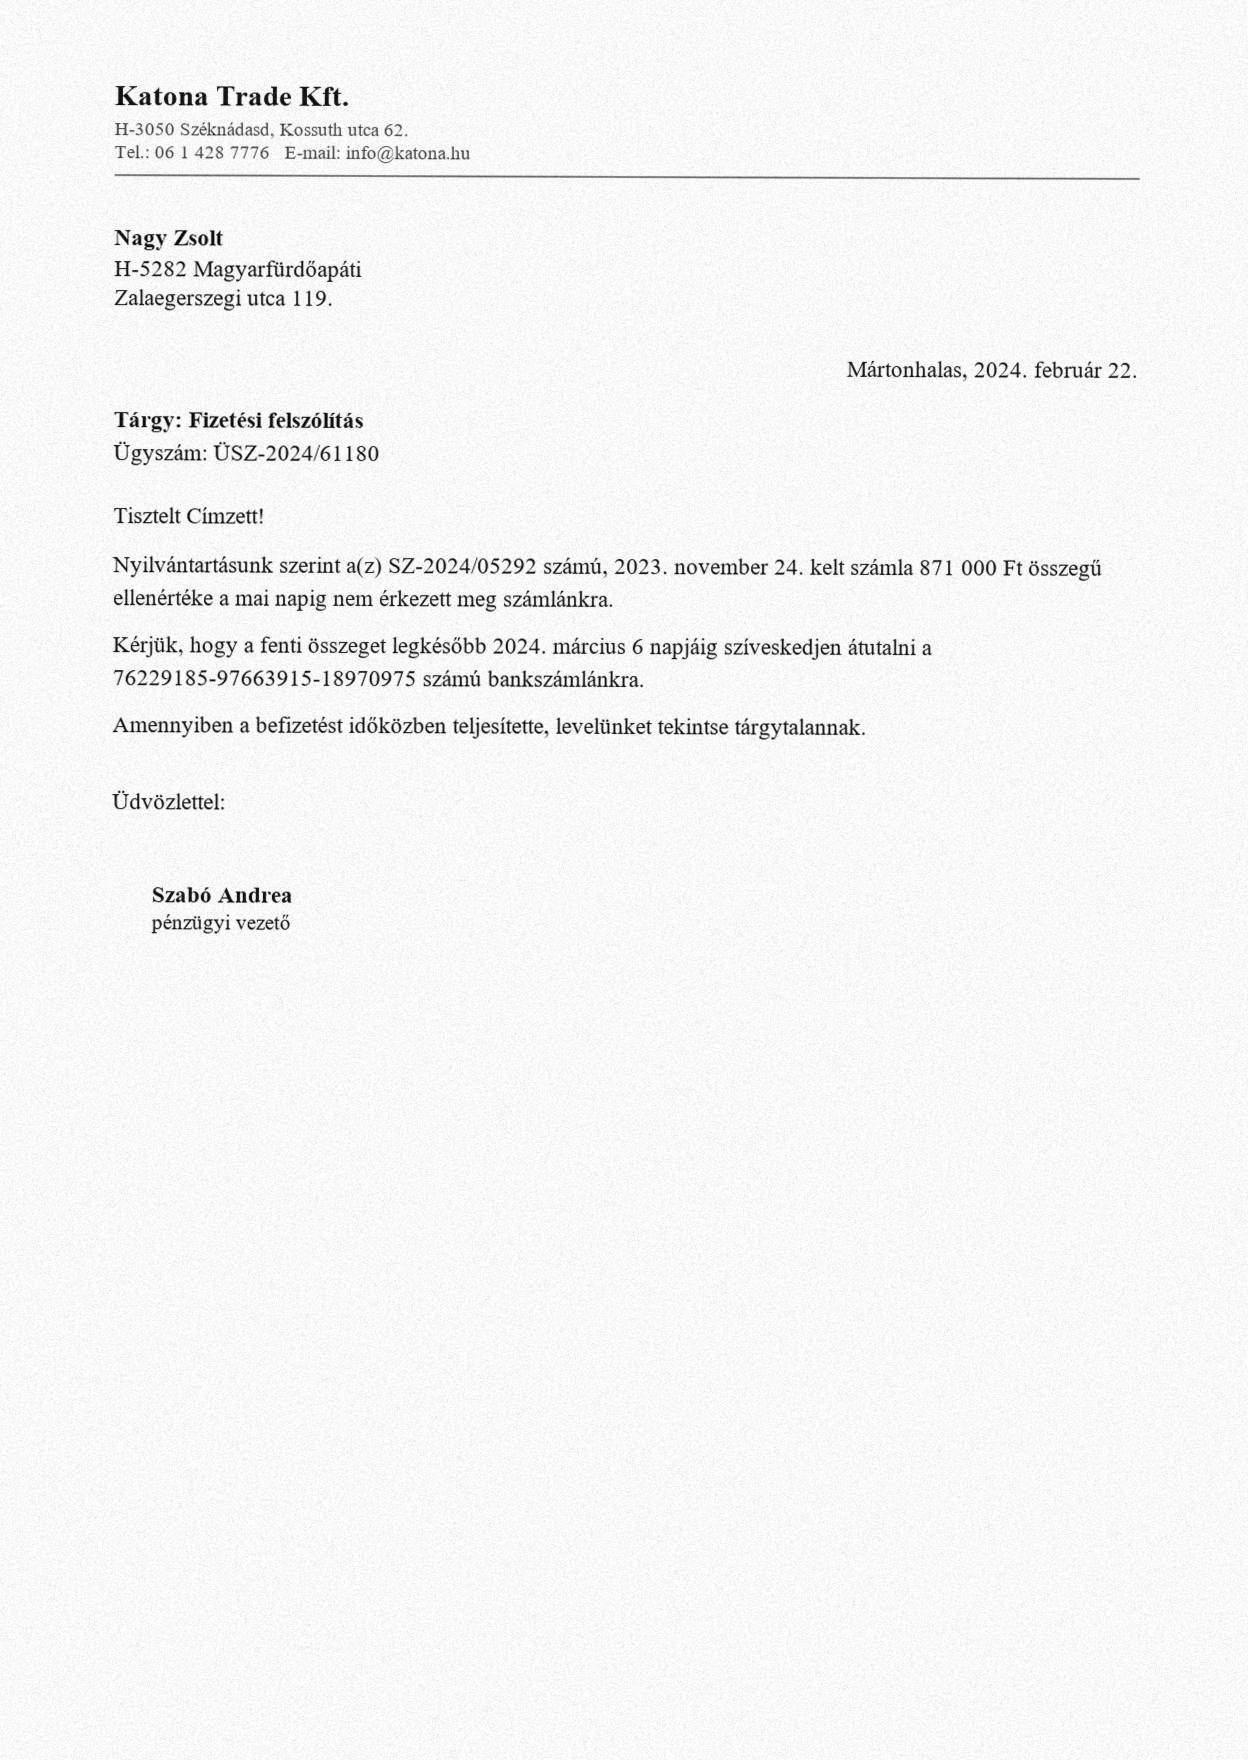 Katona Trade Kft.
H-3050 Széknádasd, Kossuth utca 62.
Tel.: 06 1 428 7776 E-mail: info@katona.hu
Nagy Zsolt
H-5282 Magyarfürdőapáti
Zalaegerszegi utca 119.
Mártonhalas, 2024. február 22.
Tárgy: Fizetési felszólítás
Ügyszám: ÜSZ-2024/61180
Tisztelt Címzett!
Nyilvántartásunk szerint a(z) SZ-2024/05292 számú, 2023. november 24. kelt számla 871 000 Ft összegű
ellenértéke a mai napig nem érkezett meg számlánkra.
Kérjük, hogy a fenti összeget legkésőbb 2024. március 6 napjáig szíveskedjen átutalni a
76229185-97663915-18970975 számú bankszámlánkra.
Amennyiben a befizetést időközben teljesítette, levelünket tekintse tárgytalannak.
Üdvözlettel:
Szabó Andrea
pénzügyi vezető